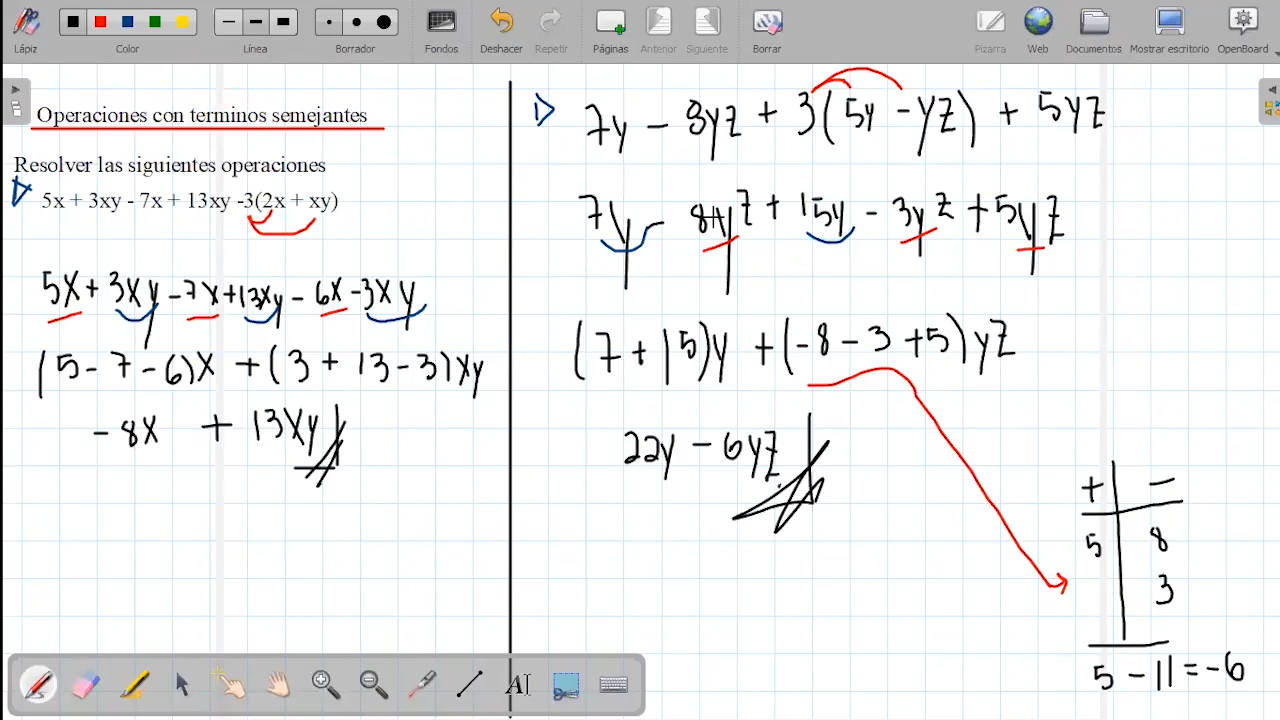 Lápiz Color Línea Borrador Fondos Deshacer Repetir Páginas Anterior Siguiente Borrar Pizarra Web Documentos Mostrar escritorio OpenBoard
Operaciones con terminos semejantes
Resolver las siguientes operaciones
5x + 3xy - 7x + 13xy -3(2x + xy)
5x + 3xy - 7x + 13xy - 6x - 3xy
(5 - 7 - 6)x + (3 + 13 - 3)xy
- 8x + 13xy
7y - 8yz + 3(5y - yz) + 5yz
7y - 8yz + 15y - 3yz + 5yz
(7 + 15)y + (-8 - 3 + 5)yz
22y - 6yz
+ -
5 8
3
5 - 11 = -6